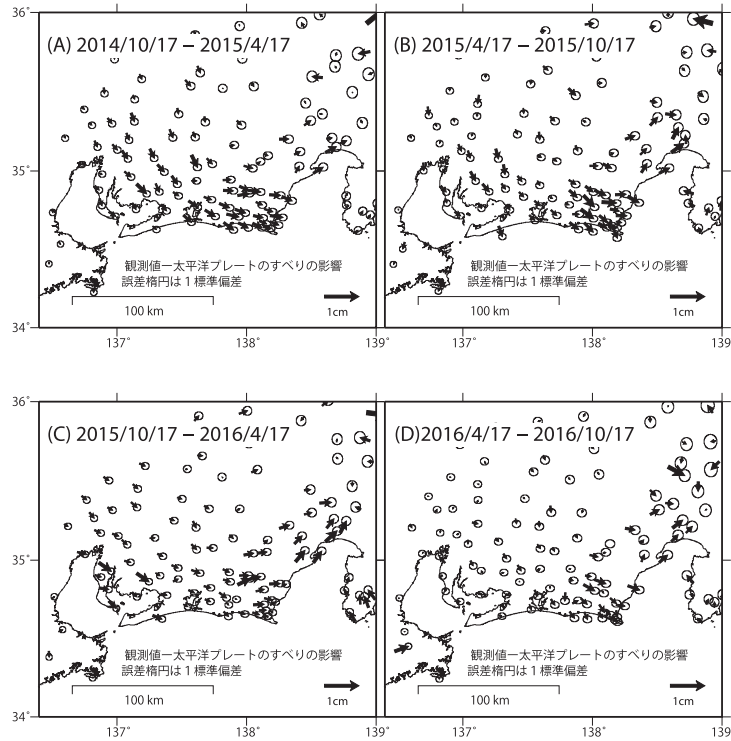 36˚
(A) 2014/10/17 – 2015/4/17
35˚
観測値ー太平洋プレートのすべりの影響
誤差楕円は１標準偏差
100 km
1cm
34˚
137˚
138˚
139˚
(B) 2015/4/17 – 2015/10/17
観測値ー太平洋プレートのすべりの影響
誤差楕円は１標準偏差
100 km
1cm
137˚
138˚
139˚
36˚
(C) 2015/10/17 – 2016/4/17
35˚
観測値ー太平洋プレートのすべりの影響
誤差楕円は１標準偏差
100 km
1cm
34˚
137˚
138˚
139˚
(D)2016/4/17 – 2016/10/17
観測値ー太平洋プレートのすべりの影響
誤差楕円は１標準偏差
100 km
1cm
137˚
138˚
139˚